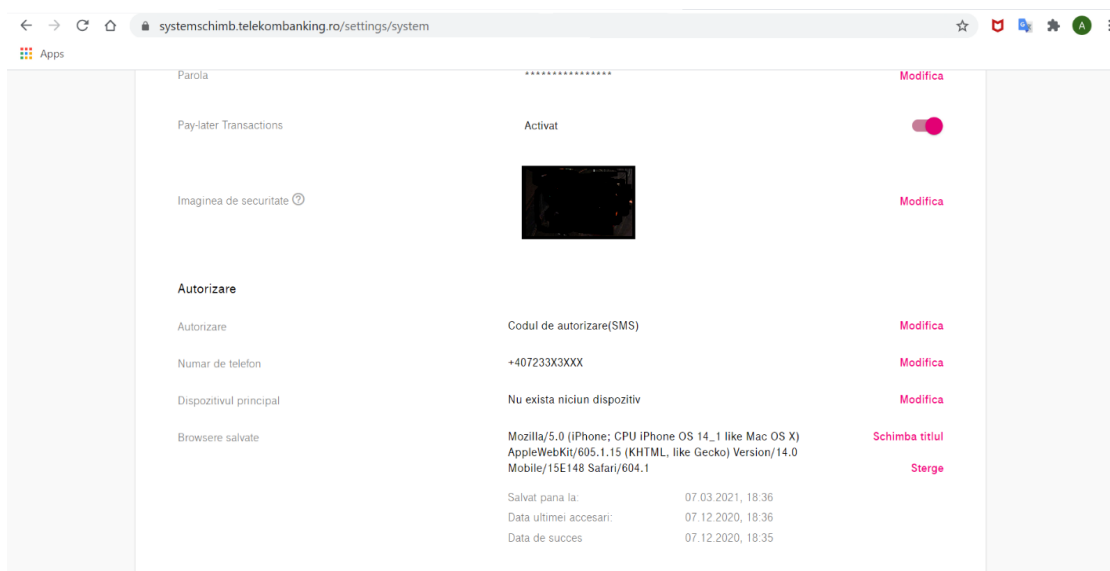 systemschimb.telekombanking.ro/settings/system
A
Apps
Parola **************** Modifica
Pay-later Transactions Activat
Imaginea de securitate ? Modifica
Autorizare
Autorizare Codul de autorizare(SMS) Modifica
Numar de telefon +407233X3XXX Modifica
Dispozitivul principal Nu exista niciun dispozitiv Modifica
Browsere salvate Mozilla/5.0 (iPhone; CPU iPhone OS 14_1 like Mac OS X) Schimba titlul
AppleWebKit/605.1.15 (KHTML, like Gecko) Version/14.0
Mobile/15E148 Safari/604.1 Sterge
Salvat pana la: 07.03.2021, 18:36
Data ultimei accesari: 07.12.2020, 18:36
Data de succes 07.12.2020, 18:35